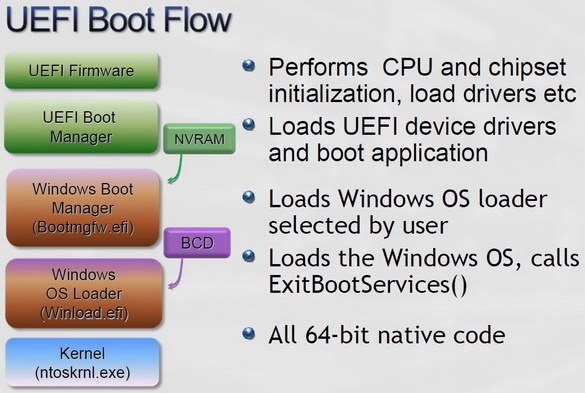 UEFI Boot Flow
UEFI Firmware
UEFI Boot
Manager
NVRAM
Windows Boot
Manager
(Bootmgfw.efi)
BCD
Windows
OS Loader
(Winload.efi)
Kernel
(ntoskrnl.exe)
Performs CPU and chipset
initialization, load drivers etc
Loads UEFI device drivers
and boot application
Loads Windows OS loader
selected by user
Loads the Windows OS, calls
ExitBootServices()
All 64-bit native code